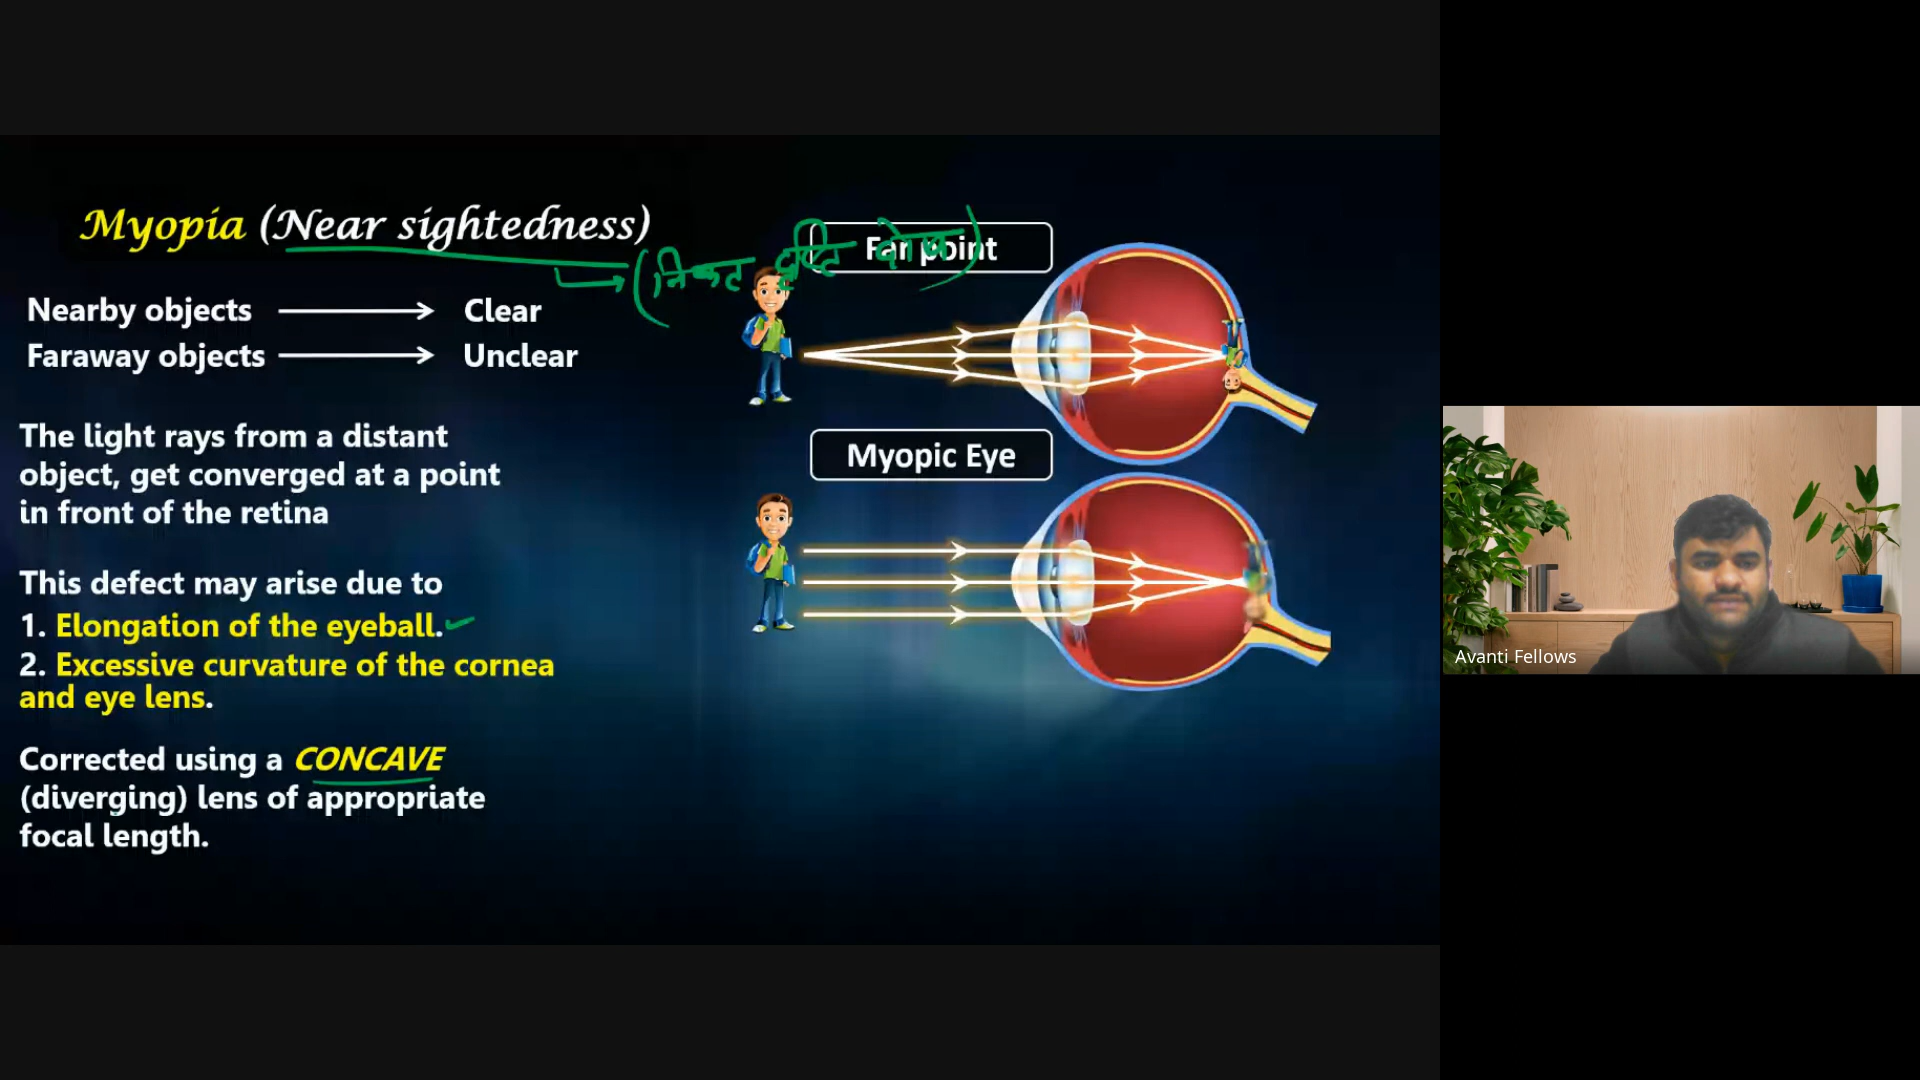 Myopia (Near sightedness)
(निकट दृष्टि दोष)
Far point
Nearby objects Clear
Faraway objects Unclear
The light rays from a distant
object, get converged at a point
in front of the retina
Myopic Eye
This defect may arise due to
1. Elongation of the eyeball.
2. Excessive curvature of the cornea
and eye lens.
Corrected using a CONCAVE
(diverging) lens of appropriate
focal length.
Avanti Fellows